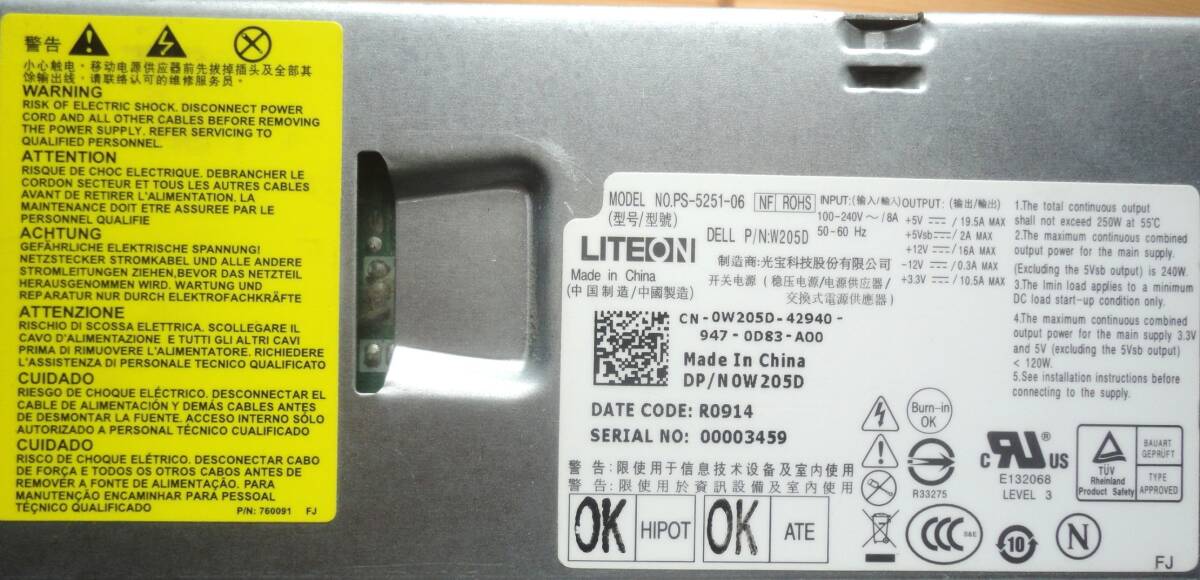 警告
小心触电，移动电源供应器前先拔掉插头及全部其
馀输出线，请联络认可的维修服务员。
WARNING
RISK OF ELECTRIC SHOCK. DISCONNECT POWER
CORD AND ALL OTHER CABLES BEFORE REMOVING
THE POWER SUPPLY. REFER SERVICING TO
QUALIFIED PERSONNEL.
ATTENTION
RISQUE DE CHOC ELECTRIQUE. DEBRANCHER LE
CORDON SECTEUR ET TOUS LES AUTRES CABLES
AVANT DE RETIRER L'ALIMENTATION. LA
MAINTENANCE DOIT ETRE ASSUREE PAR LE
PERSONNEL QUALIFIE
ACHTUNG
GEFÄHRLICHE ELEKTRISCHE SPANNUNG!
NETZSTECKER STROMKABEL UND ALLE ANDERE
STROMLEITUNGEN ZIEHEN,BEVOR DAS NETZTEIL
HERAUSGENOMMEN WIRD. WARTUNG UND
REPARATUR NUR DURCH ELEKTROFACHKRÄFTE
ATTENZIONE
RISCHIO DI SCOSSA ELETTRICA. SCOLLEGARE IL
CAVO D'ALIMENTAZIONE E TUTTI GLI ALTRI CAVI
PRIMA DI RIMUOVERE L'ALIMENTATORE. RICHIEDERE
L'ASSISTENZA DI PERSONALE TECNICO QUALIFICATO
CUIDADO
RIESGO DE CHOQUE ELÉCTRICO. DESCONECTAR EL
CABLE DE ALIMENTACIÓN Y DEMÁS CABLES ANTES
DE DESMONTAR LA FUENTE. ACCESO INTERNO SÓLO
AUTORIZADO A PERSONAL TÉCNICO CUALIFICADO
CUIDADO
RISCO DE CHOQUE ELÉTRICO. DESCONECTAR CABO
DE FORÇA E TODOS OS OTROS CABOS ANTES DE
REMOVER A FONTE DE ALIMENTAÇÃO. PARA
MANUTENÇÃO ENCAMINHAR PARÁ PESSOAL
TÉCNICO QUALIFICADO
P/N: 760091 FJ
MODEL NO.PS-5251-06 NF ROHS
(型号/型號)
LITEON DELL P/N:W205D
INPUT:(输入/輸入)
100-240V～/8A
50-60 Hz
OUTPUT: (输出/輸出)
+5V ⎓/ 19.5A MAX
+5Vsb ⎓/ 2A MAX
+12V ⎓/ 16A MAX
-12V ⎓/ 0.3A MAX
+3.3V ⎓/ 10.5A MAX
Made in China
(中国制造/中國製造)
制造商:光宝科技股份有限公司
开关电源 (稳压电源/电源供应器/
交換式電源供應器)
1.The total continuous output
shall not exceed 250W at 55℃
2.The maximum continuous combined
output power for the main supply.
(Excluding the 5Vsb output) is 240W.
3.The Imin load applies to a minimum
DC load start-up condition only.
4.The maximum continuous combined
output power for the main supply 3.3V
and 5V (excluding the 5Vsb output)
< 120W.
5.See installation instructions before
connecting to the supply.
CN-0W205D-42940-
947-0D83-A00
Made In China
DP/N0W205D
DATE CODE: R0914
SERIAL NO: 00003459
警告:限使用于信息技术设备及室内使用
警告:限使用於資訊設備及室內使用
OK HIPOT
OK ATE
Burn-in
OK
R33275
c RU US ®
E132068
LEVEL 3
TÜV
Rheinland
Product Safety
BAUART
GEPRÜFT
TYPE
APPROVED
CCC S&E
10
N
FJ